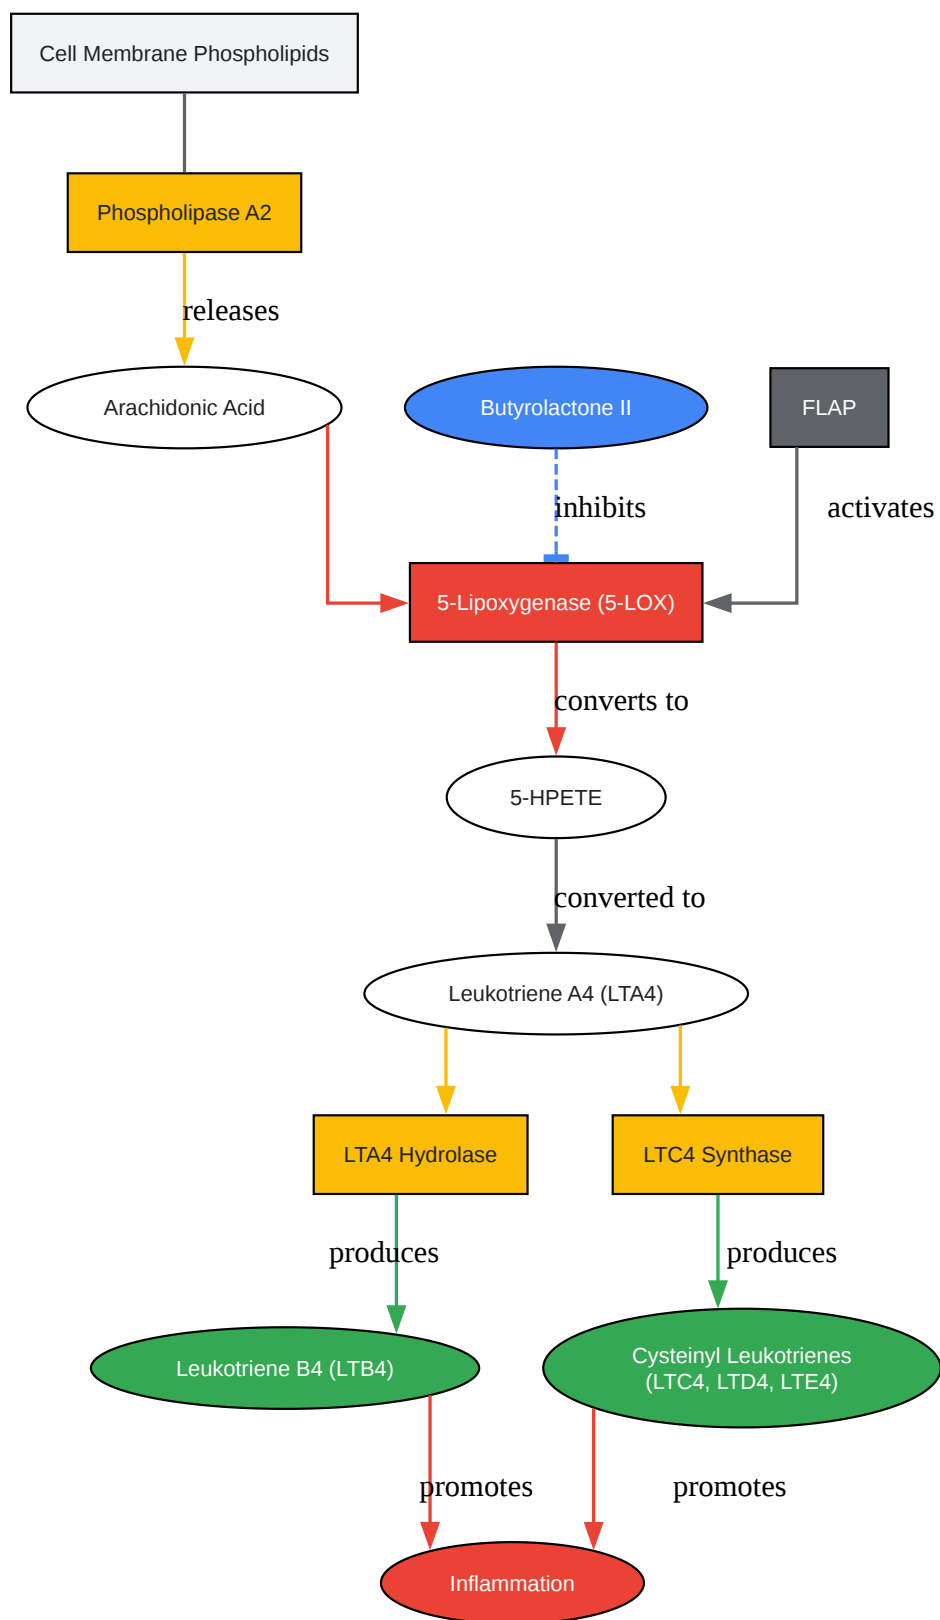 Cell Membrane Phospholipids
Phospholipase A2
releases
Arachidonic Acid
Butyrolactone II
FLAP
inhibits
activates
5-Lipoxygenase (5-LOX)
converts to
5-HPETE
converted to
Leukotriene A4 (LTA4)
LTA4 Hydrolase
LTC4 Synthase
produces
produces
Leukotriene B4 (LTB4)
Cysteinyl Leukotrienes
(LTC4, LTD4, LTE4)
promotes
promotes
Inflammation